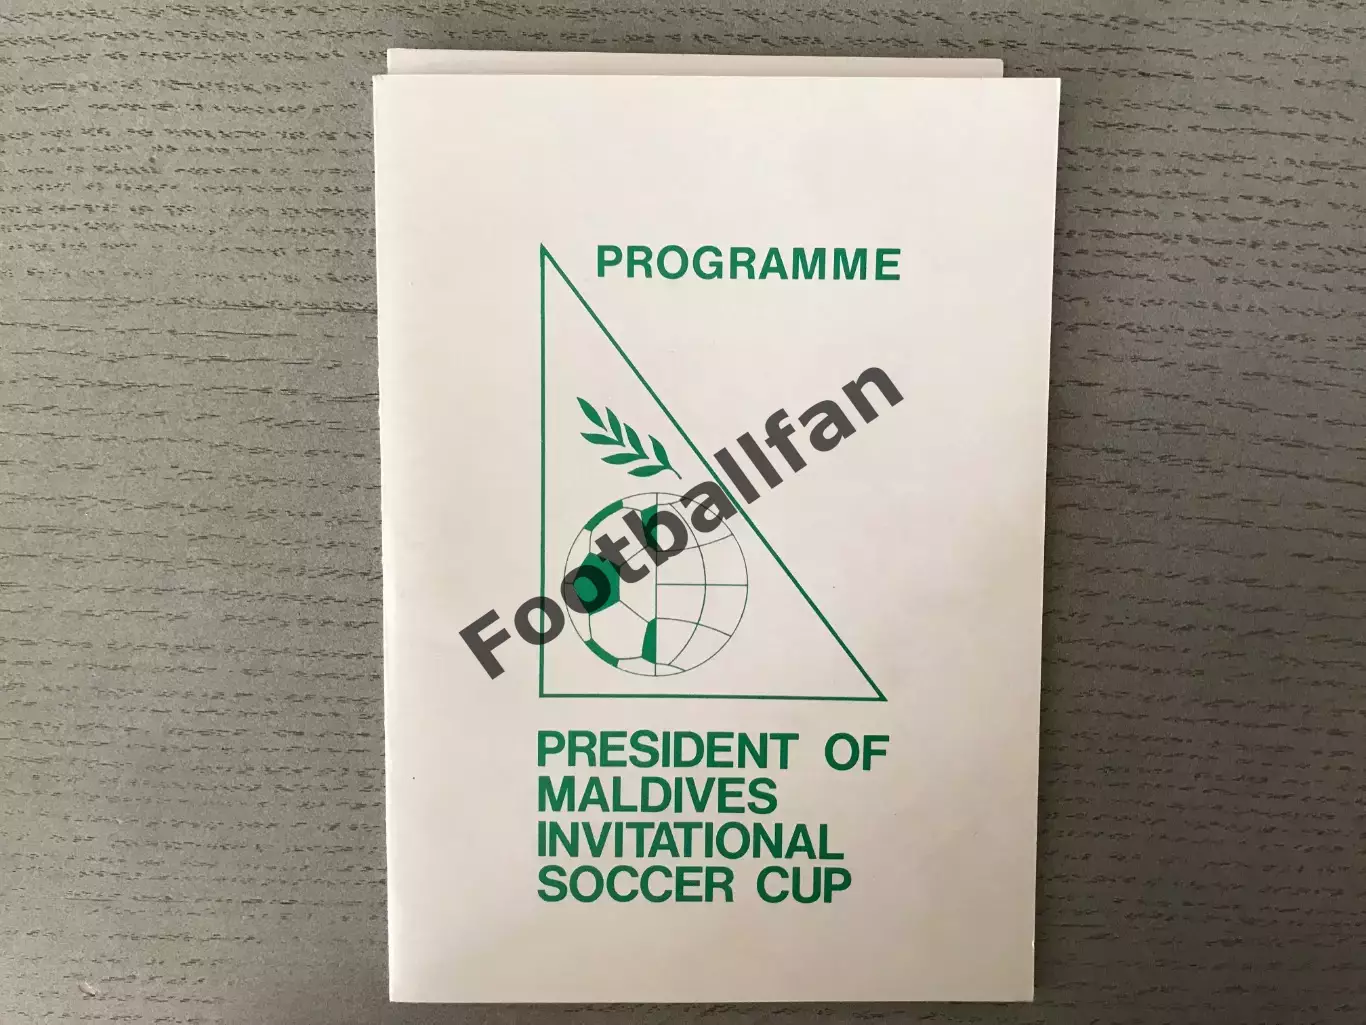 PROGRAMME
Footballfan
PRESIDENT OF
MALDIVES
INVITATIONAL
SOCCER CUP